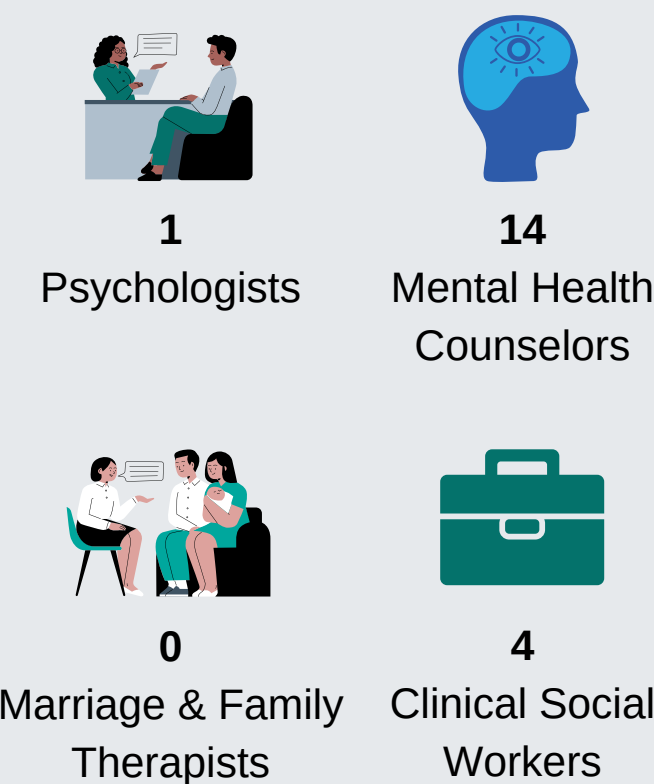 1
Psychologists
14
Mental Health
Counselors
0
Marriage & Family
Therapists
4
Clinical Social
Workers